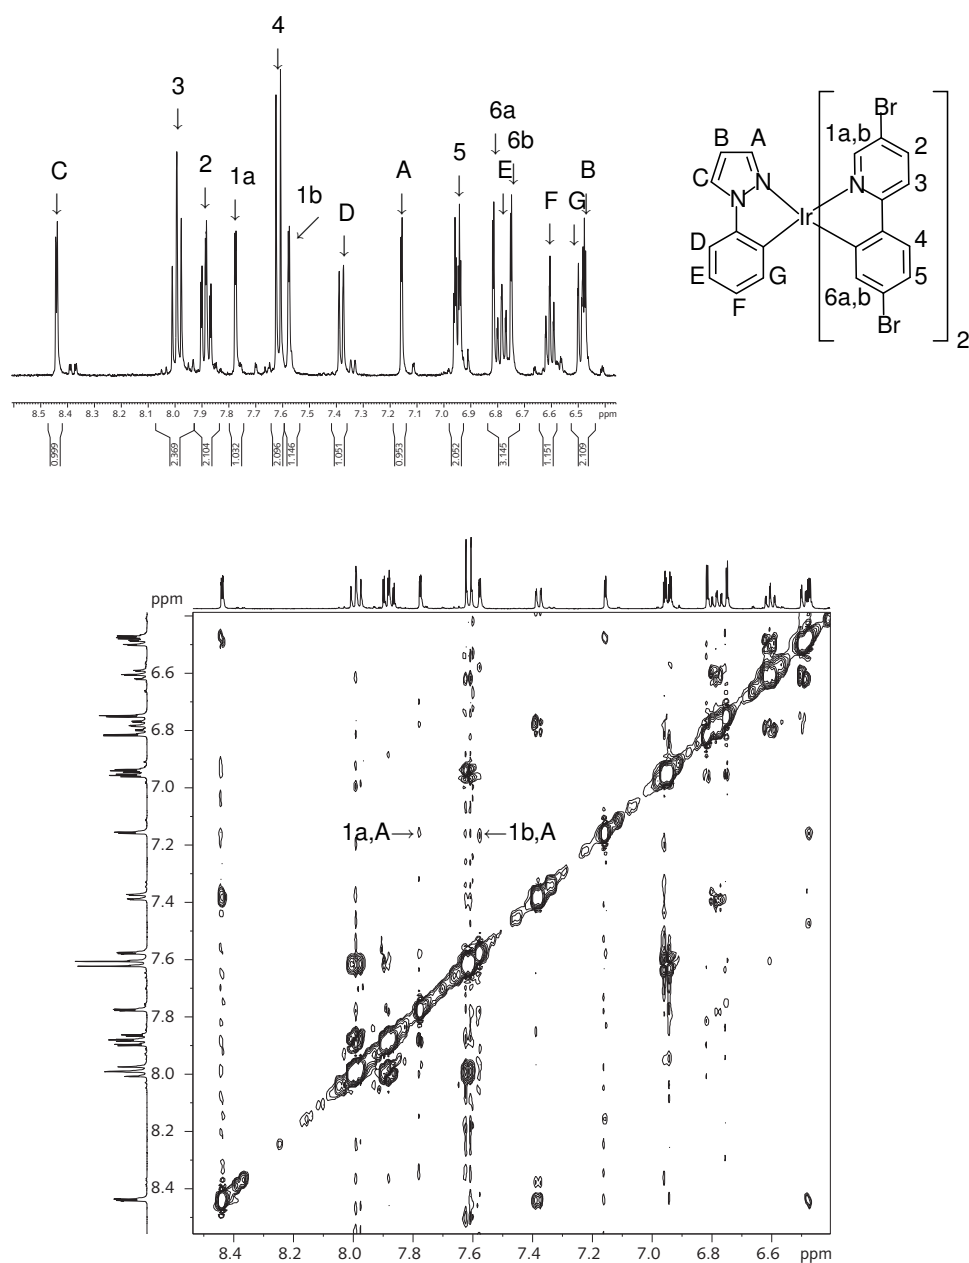 4
3
6a
2
6b
C
1a
A
5
E
B
1b
D
F
G
8.5 8.4 8.3 8.2 8.1 8.0 7.9 7.8 7.7 7.6 7.5 7.4 7.3 7.2 7.1 7.0 6.9 6.8 6.7 6.6 6.5 ppm
0.999 2.369 2.104 1.032 2.096 1.146 1.051 0.953 2.052 3.145 1.151 2.109
Br
1a,b
2
B
A
C
N
N
N
3
Ir
D
4
E
G
5
F
6a,b
Br
2
ppm
6.6
6.8
7.0
1a,A
1b,A
7.2
7.4
7.6
7.8
8.0
8.2
8.4
8.4 8.2 8.0 7.8 7.6 7.4 7.2 7.0 6.8 6.6 ppm